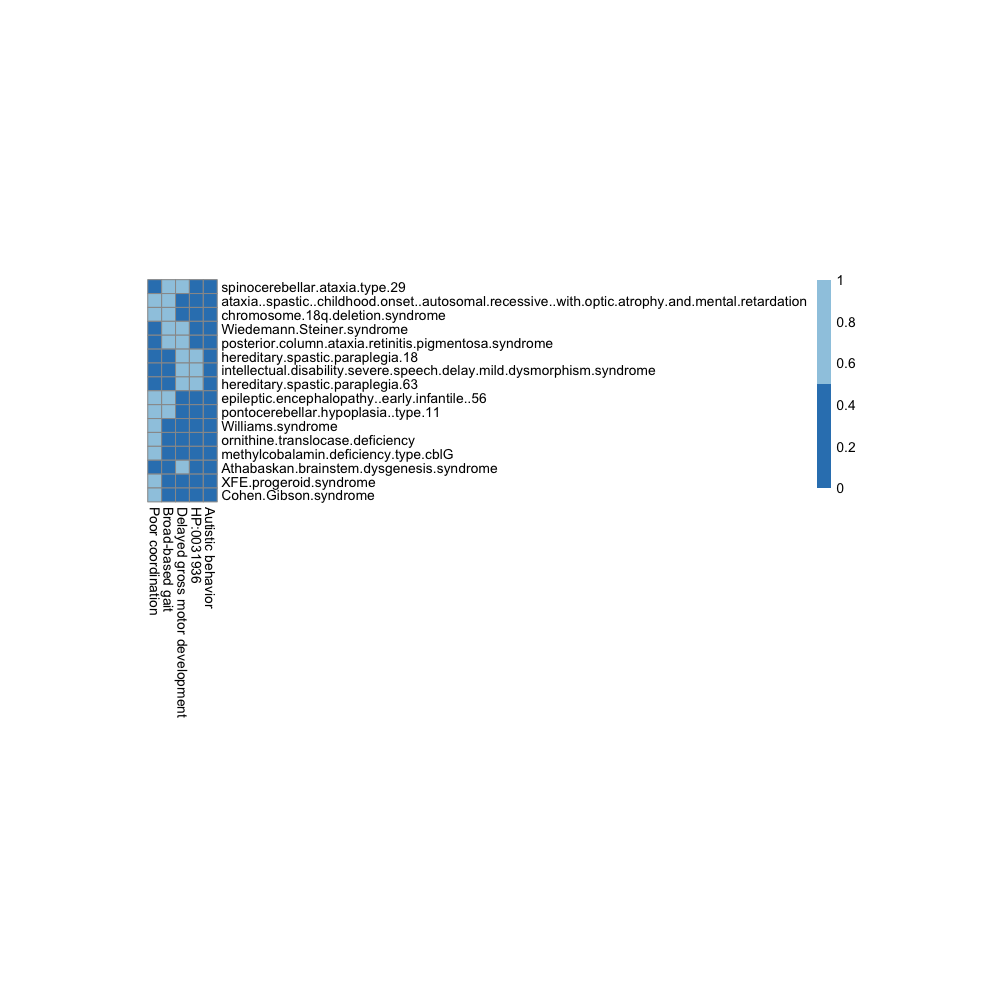 spinocerebellar.ataxia.type.29
ataxia..spastic..childhood.onset..autosomal.recessive..with.optic.atrophy.and.mental.retardation
chromosome.18q.deletion.syndrome
Wiedemann.Steiner.syndrome
posterior.column.ataxia.retinitis.pigmentosa.syndrome
hereditary.spastic.paraplegia.18
intellectual.disability.severe.speech.delay.mild.dysmorphism.syndrome
hereditary.spastic.paraplegia.63
epileptic.encephalopathy..early.infantile..56
pontocerebellar.hypoplasia..type.11
Williams.syndrome
ornithine.translocase.deficiency
methylcobalamin.deficiency.type.cblG
Athabaskan.brainstem.dysgenesis.syndrome
XFE.progeroid.syndrome
Cohen.Gibson.syndrome
Poor coordination
Broad-based gait
Delayed gross motor development
HP:0031936
Autistic behavior
1
0.8
0.6
0.4
0.2
0